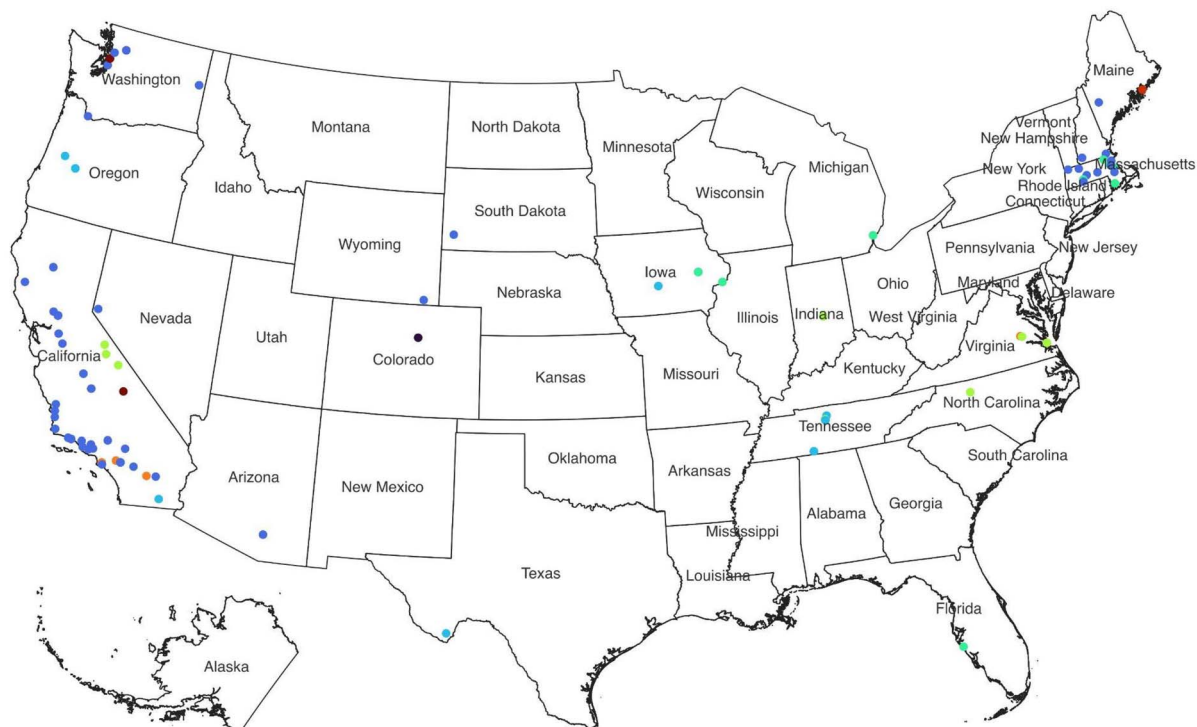 Washington
Maine
Montana
North Dakota
Minnesota
Vermont
New Hampshire
Oregon
Idaho
Michigan
New York
Massachusetts
Wisconsin
Rhode Island
Connecticut
South Dakota
Wyoming
Pennsylvania
New Jersey
Iowa
Ohio
Maryland
Nebraska
Delaware
Nevada
Illinois
Indiana
West Virginia
Utah
Colorado
California
Virginia
Kansas
Missouri
Kentucky
North Carolina
Tennessee
Oklahoma
South Carolina
Arizona
New Mexico
Arkansas
Georgia
Alabama
Mississippi
Texas
Louisiana
Florida
Alaska